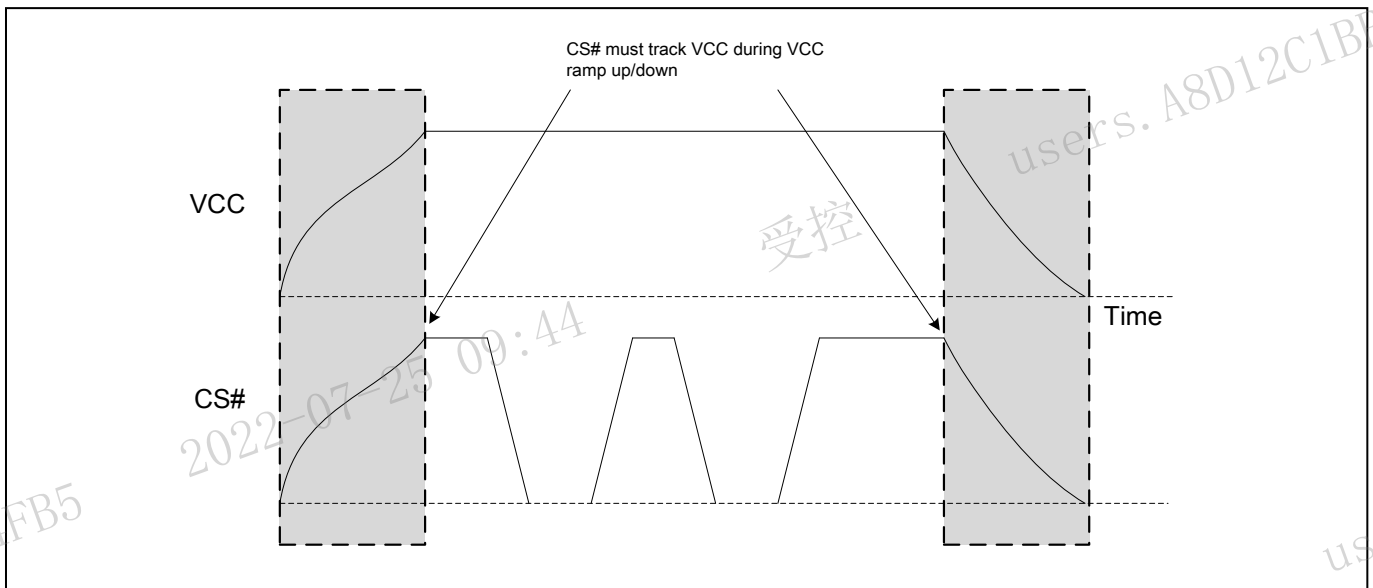 CS# must track VCC during VCC
ramp up/down
users.A8D12C1BF
VCC
受控
Time
2022-07-25 09:44
CS#
FB5
us